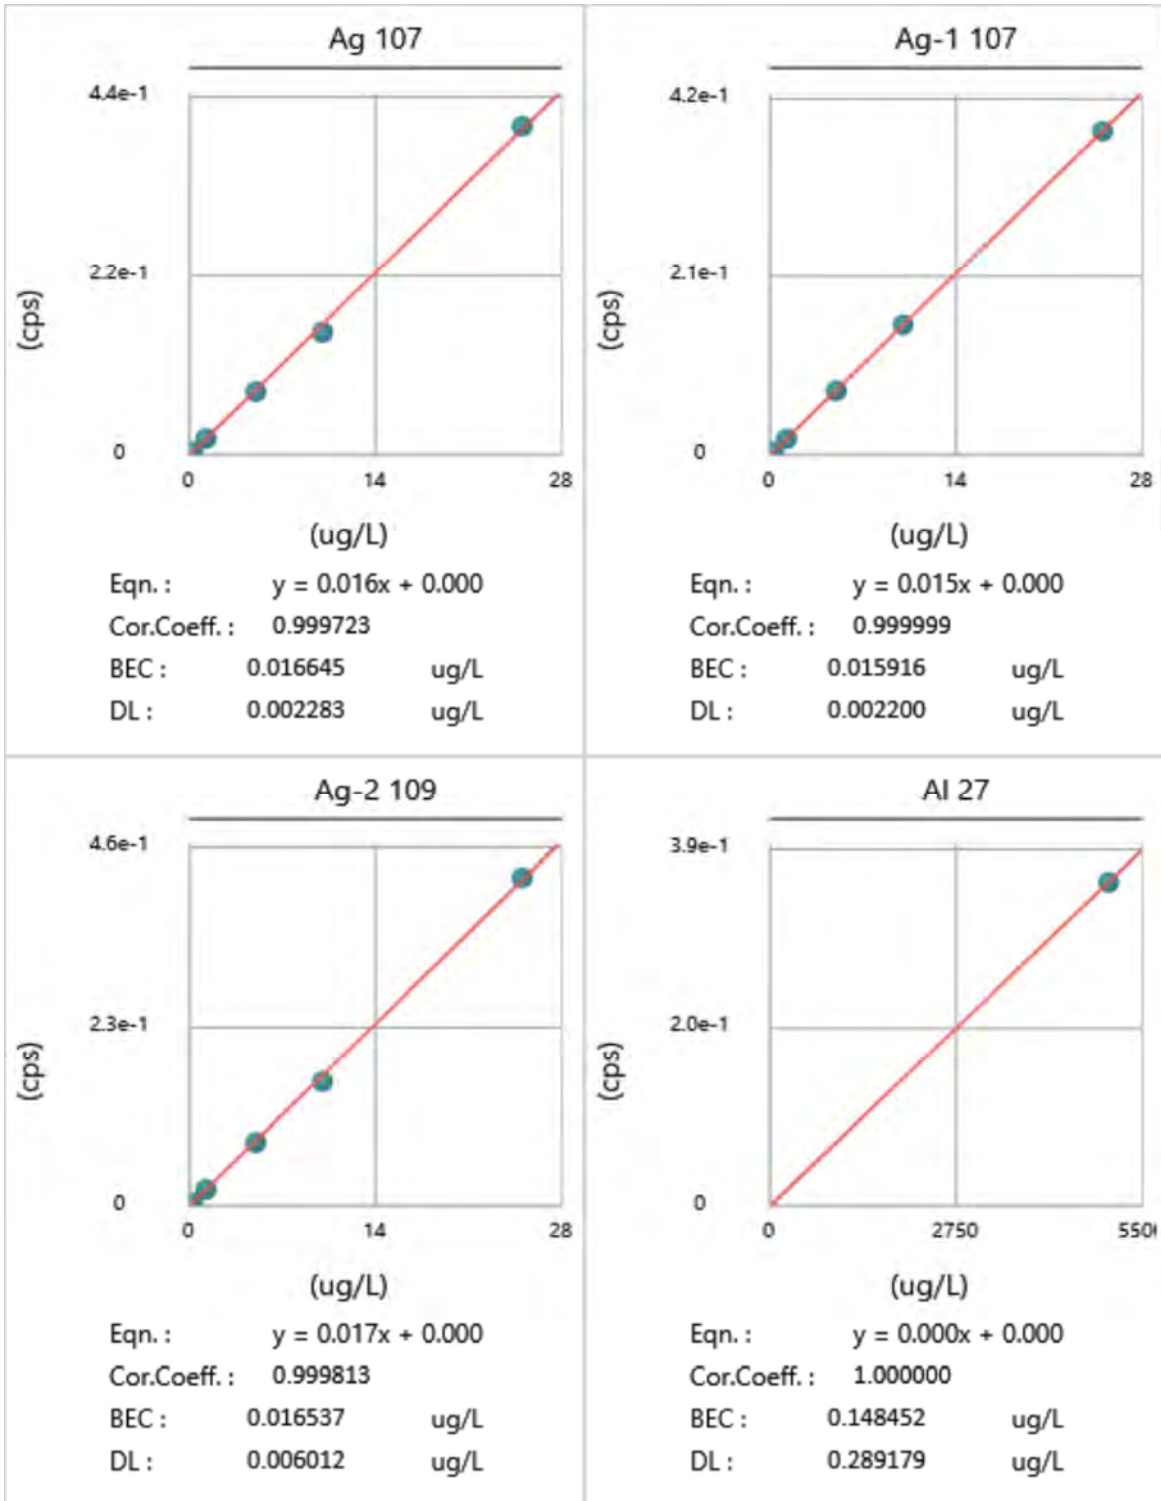 Ag 107
4.4e-1
2.2e-1
0
(cps)
0 14 28
(ug/L)
Eqn. : y = 0.016x + 0.000
Cor.Coeff. : 0.999723
BEC : 0.016645 ug/L
DL : 0.002283 ug/L
Ag-1 107
4.2e-1
2.1e-1
0
(cps)
0 14 28
(ug/L)
Eqn. : y = 0.015x + 0.000
Cor.Coeff. : 0.999999
BEC : 0.015916 ug/L
DL : 0.002200 ug/L
Ag-2 109
4.6e-1
2.3e-1
0
(cps)
0 14 28
(ug/L)
Eqn. : y = 0.017x + 0.000
Cor.Coeff. : 0.999813
BEC : 0.016537 ug/L
DL : 0.006012 ug/L
Al 27
3.9e-1
2.0e-1
0
(cps)
0 2750
(ug/L)
Eqn. : y = 0.000x + 0.000
Cor.Coeff. : 1.000000
BEC : 0.148452 ug/L
DL : 0.289179 ug/L